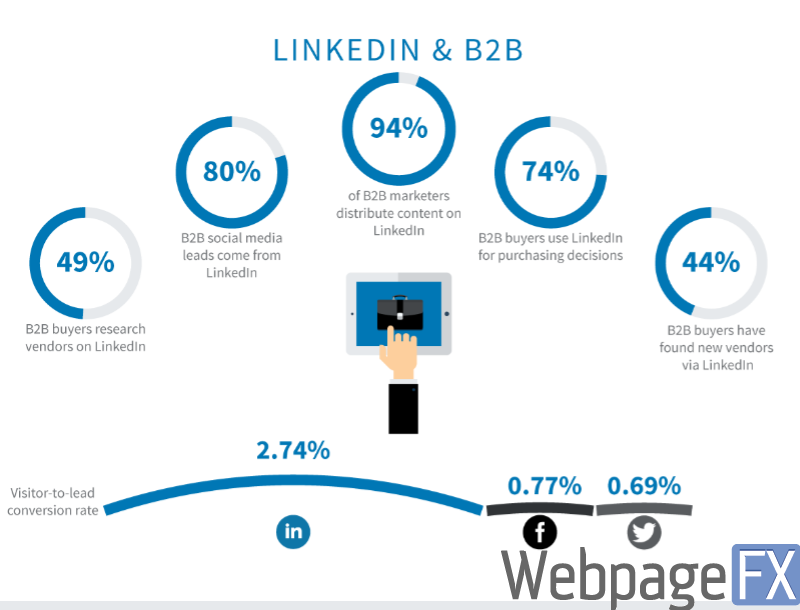 LINKEDIN & B2B
94%
of B2B marketers
distribute content on
LinkedIn
80%
B2B social media
leads come from
LinkedIn
74%
B2B buyers use LinkedIn
for purchasing decisions
49%
B2B buyers research
vendors on LinkedIn
44%
B2B buyers have
found new vendors
via LinkedIn
Visitor-to-lead
conversion rate
2.74%
in
0.77%
f
0.69%
WebpageFX